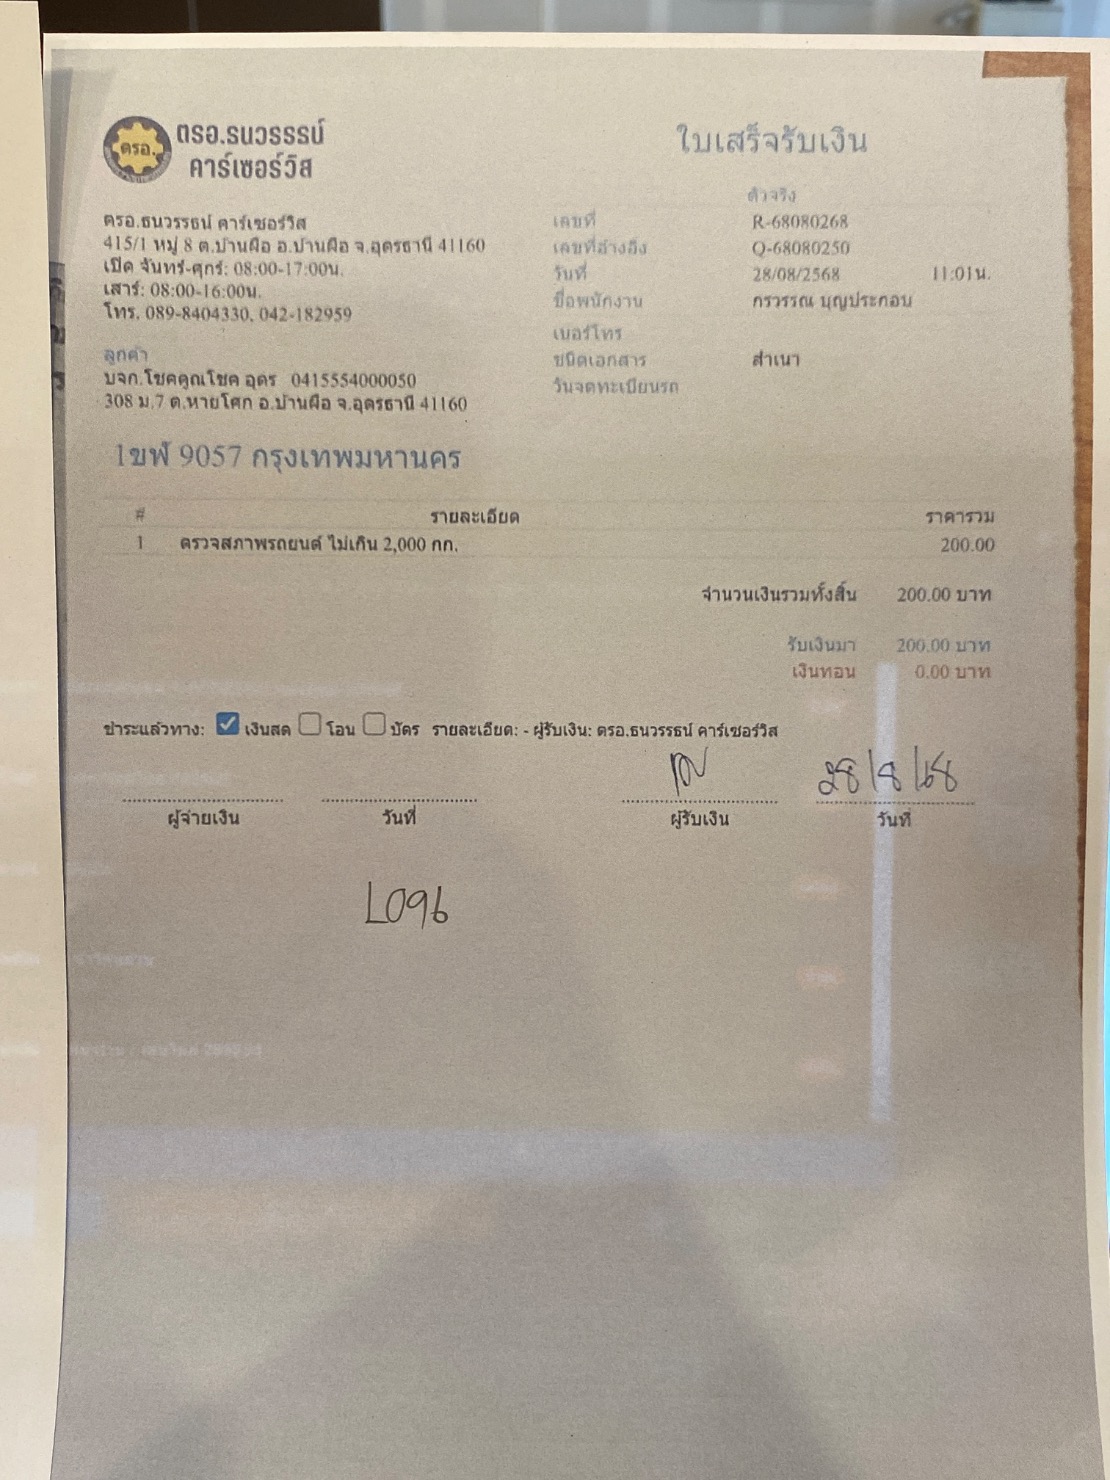 ตรอ.
ตรอ.ธนวรรธน์
คาร์เซอร์วิส
ใบเสร็จรับเงิน
ตัวจริง
ตรอ.ธนวรรธน์ คาร์เซอร์วิส
415/1 หมู่ 8 ต.บ้านผือ อ.บ้านผือ จ.อุดรธานี 41160
เปิด จันทร์-ศุกร์: 08:00-17:00น.
เสาร์: 08:00-16:00น.
โทร. 089-8404330, 042-182959
เลขที่ R-68080268
เลขที่อ้างอิง Q-68080250
วันที่ 28/08/2568 11:01น.
ชื่อพนักงาน กรวรรณ บุญประกอบ
เบอร์โทร
ชนิดเอกสาร สำเนา
วันจดทะเบียนรถ
ลูกค้า
บจก.โชคคูณโชค อุดร 0415554000050
308 ม.7 ต.หายโศก อ.บ้านผือ จ.อุดรธานี 41160
1ขฬ 9057 กรุงเทพมหานคร
# รายละเอียด ราคารวม
1 ตรวจสภาพรถยนต์ ไม่เกิน 2,000 กก. 200.00
จำนวนเงินรวมทั้งสิ้น 200.00 บาท
รับเงินมา 200.00 บาท
เงินทอน 0.00 บาท
ชำระแล้วทาง: เงินสด โอน บัตร รายละเอียด: - ผู้รับเงิน: ตรอ.ธนวรรธน์ คาร์เซอร์วิส
28/8/68
ผู้จ่ายเงิน วันที่ ผู้รับเงิน วันที่
L096